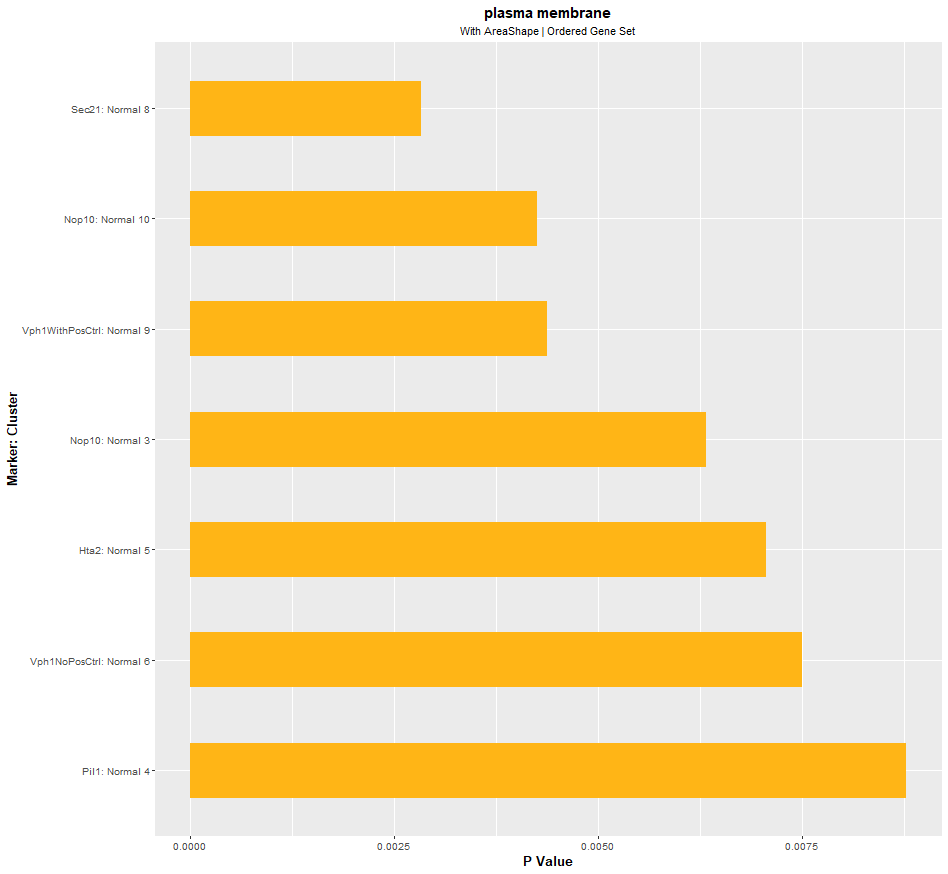 plasma membrane
With AreaShape | Ordered Gene Set
Marker: Cluster
Sec21: Normal 8
Nop10: Normal 10
Vph1WithPosCtrl: Normal 9
Nop10: Normal 3
Hta2: Normal 5
Vph1NoPosCtrl: Normal 6
Pil1: Normal 4
0.0000 0.0025 0.0050 0.0075
P Value